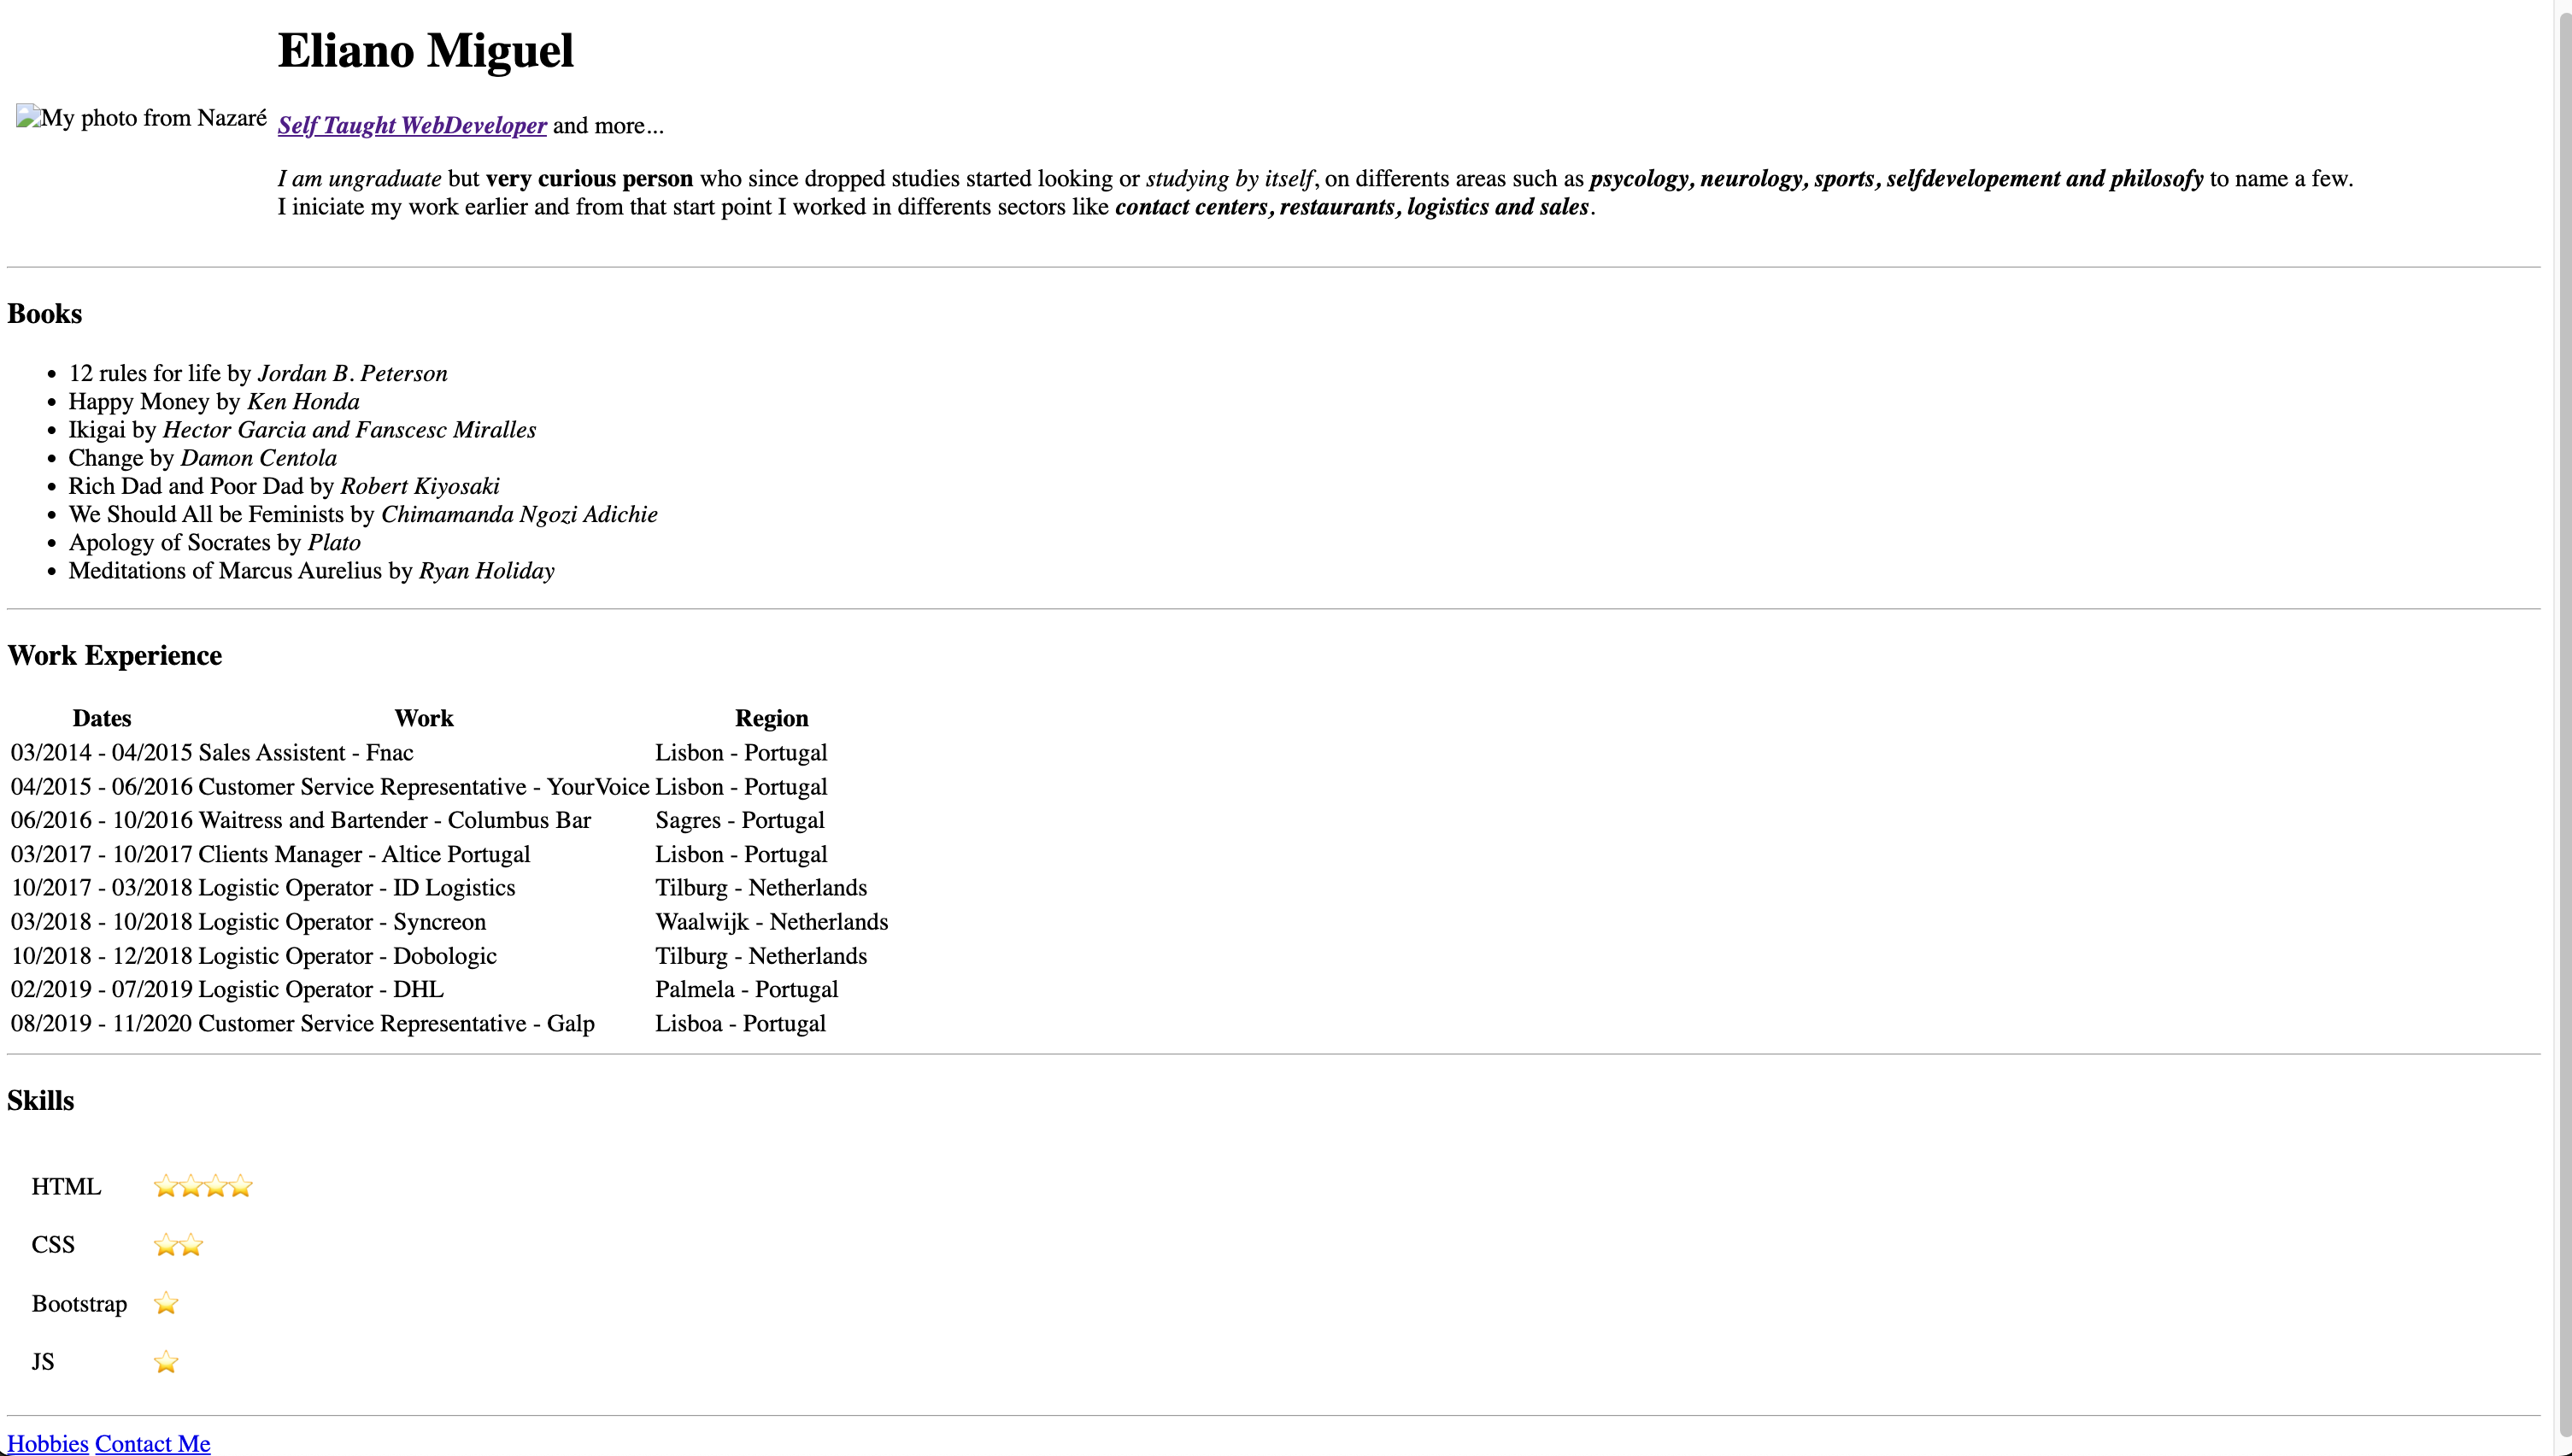 Eliano Miguel
My photo from Nazaré
Self Taught WebDeveloper and more...
I am ungraduate but very curious person who since dropped studies started looking or studying by itself, on differents areas such as psycology, neurology, sports, selfdevelopement and philosofy to name a few.
I iniciate my work earlier and from that start point I worked in differents sectors like contact centers, restaurants, logistics and sales.
Books
12 rules for life by Jordan B. Peterson
Happy Money by Ken Honda
Ikigai by Hector Garcia and Fanscesc Miralles
Change by Damon Centola
Rich Dad and Poor Dad by Robert Kiyosaki
We Should All be Feminists by Chimamanda Ngozi Adichie
Apology of Socrates by Plato
Meditations of Marcus Aurelius by Ryan Holiday
Work Experience
Dates Work Region
03/2014 - 04/2015 Sales Assistent - Fnac Lisbon - Portugal
04/2015 - 06/2016 Customer Service Representative - YourVoice Lisbon - Portugal
06/2016 - 10/2016 Waitress and Bartender - Columbus Bar Sagres - Portugal
03/2017 - 10/2017 Clients Manager - Altice Portugal Lisbon - Portugal
10/2017 - 03/2018 Logistic Operator - ID Logistics Tilburg - Netherlands
03/2018 - 10/2018 Logistic Operator - Syncreon Waalwijk - Netherlands
10/2018 - 12/2018 Logistic Operator - Dobologic Tilburg - Netherlands
02/2019 - 07/2019 Logistic Operator - DHL Palmela - Portugal
08/2019 - 11/2020 Customer Service Representative - Galp Lisboa - Portugal
Skills
HTML ⭐⭐⭐⭐
CSS ⭐⭐
Bootstrap ⭐
JS ⭐
Hobbies Contact Me